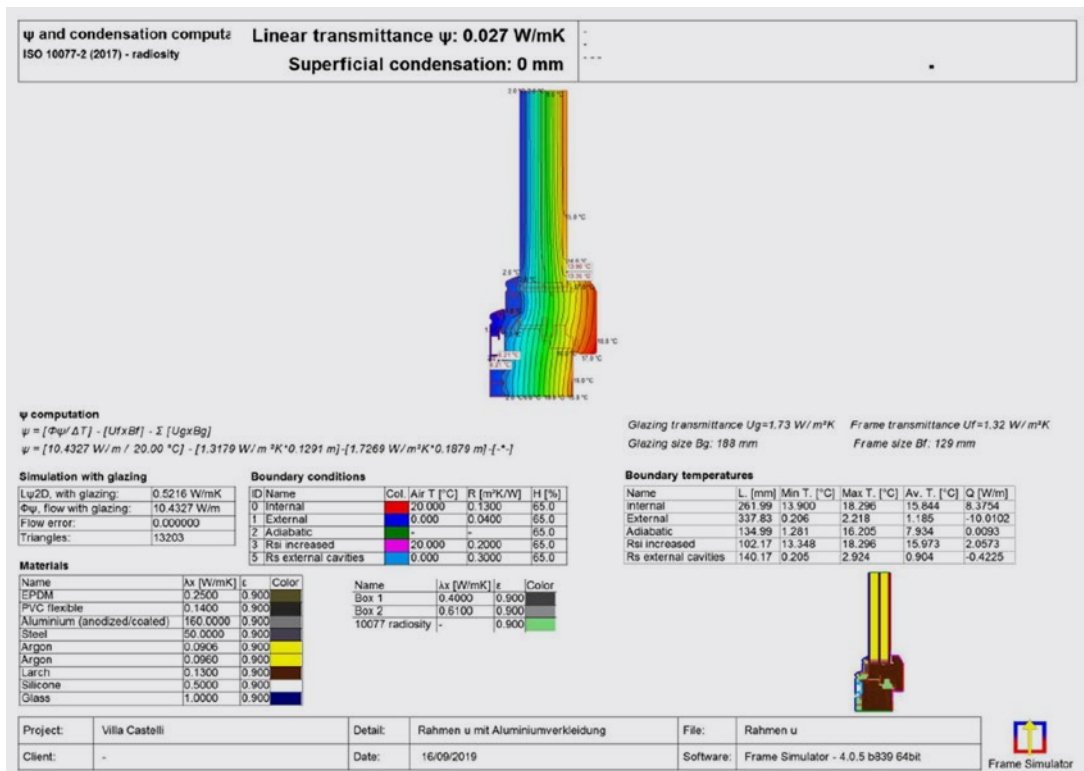 ψ and condensation computa
Linear transmittance ψ: 0.027 W/mK
ISO 10077-2 (2017) - radiosity
Superficial condensation: 0 mm
ψ computation
ψ = [Φψ/ΔT] - [UfxBf] - Σ [UgxBg]
ψ = [10.4327 W/m / 20.00 °C] - [1.3179 W/m²K*0.1291 m]-[1.7269 W/m²K*0.1879 m]-[-*-]
Glazing transmittance Ug=1.73 W/m²K Frame transmittance Uf=1.32 W/m²K
Glazing size Bg: 188 mm Frame size Bf: 129 mm
Simulation with glazing
Lψ2D, with glazing: 0.5216 W/mK
Φψ, flow with glazing: 10.4327 W/m
Flow error: 0.000000
Triangles: 13203
Boundary conditions
ID Name Col. Air T [°C] R [m²K/W] H [%]
0 Internal 20.000 0.1300 65.0
1 External 0.000 0.0400 65.0
2 Adiabatic - - 65.0
3 Rsi increased 20.000 0.2000 65.0
5 Rs external cavities 0.000 0.3000 65.0
Boundary temperatures
Name L. [mm] Min T. [°C] Max T. [°C] Av. T. [°C] Q [W/m]
Internal 261.99 13.900 18.296 15.844 8.3754
External 337.83 0.206 2.218 1.185 -10.0102
Adiabatic 134.99 1.281 16.205 7.934 0.0093
Rsi increased 102.17 13.348 18.296 15.973 2.0573
Rs external cavities 140.17 0.205 2.924 0.904 -0.4225
Materials
Name λx [W/mK] ε Color
EPDM 0.2500 0.900
PVC flexible 0.1400 0.900
Aluminium (anodized/coated) 160.0000 0.900
Steel 50.0000 0.900
Argon 0.0906 0.900
Argon 0.0960 0.900
Larch 0.1300 0.900
Silicone 0.5000 0.900
Glass 1.0000 0.900
Name λx [W/mK] ε Color
Box 1 0.4000 0.900
Box 2 0.6100 0.900
10077 radiosity - 0.900
Project: Villa Castelli Detail: Rahmen u mit Aluminiumverkleidung File: Rahmen u
Client: - Date: 16/09/2019 Software: Frame Simulator - 4.0.5 b839 64bit
Frame Simulator